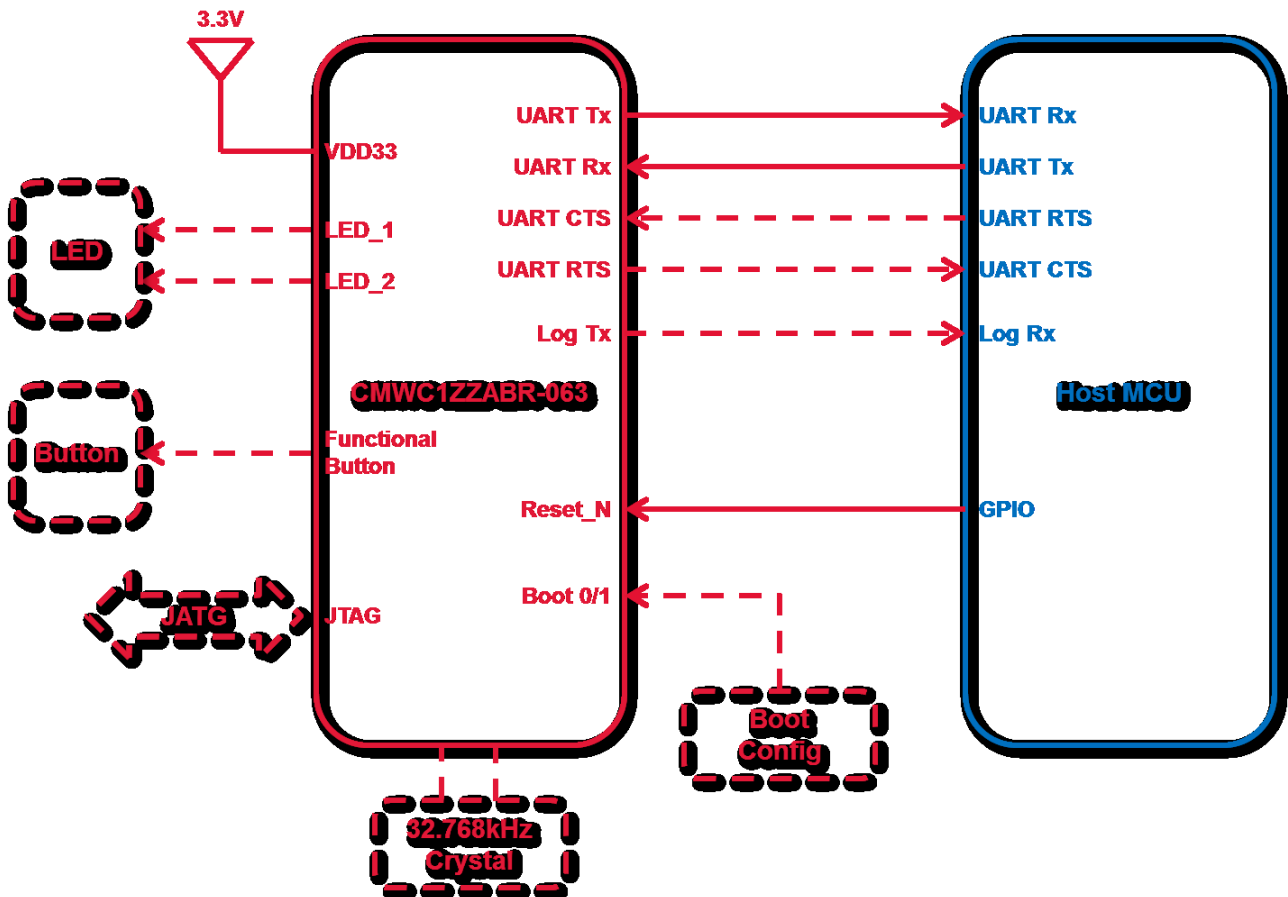 3.3V
VDD33
LED_1
LED_2
LED
Functional
Button
Button
JATG
JTAG
UART Tx
UART Rx
UART CTS
UART RTS
Log Tx
CMWC1ZZABR-063
Reset_N
Boot 0/1
UART Rx
UART Tx
UART RTS
UART CTS
Log Rx
Host MCU
GPIO
Boot
Config
32.768kHz
Crystal